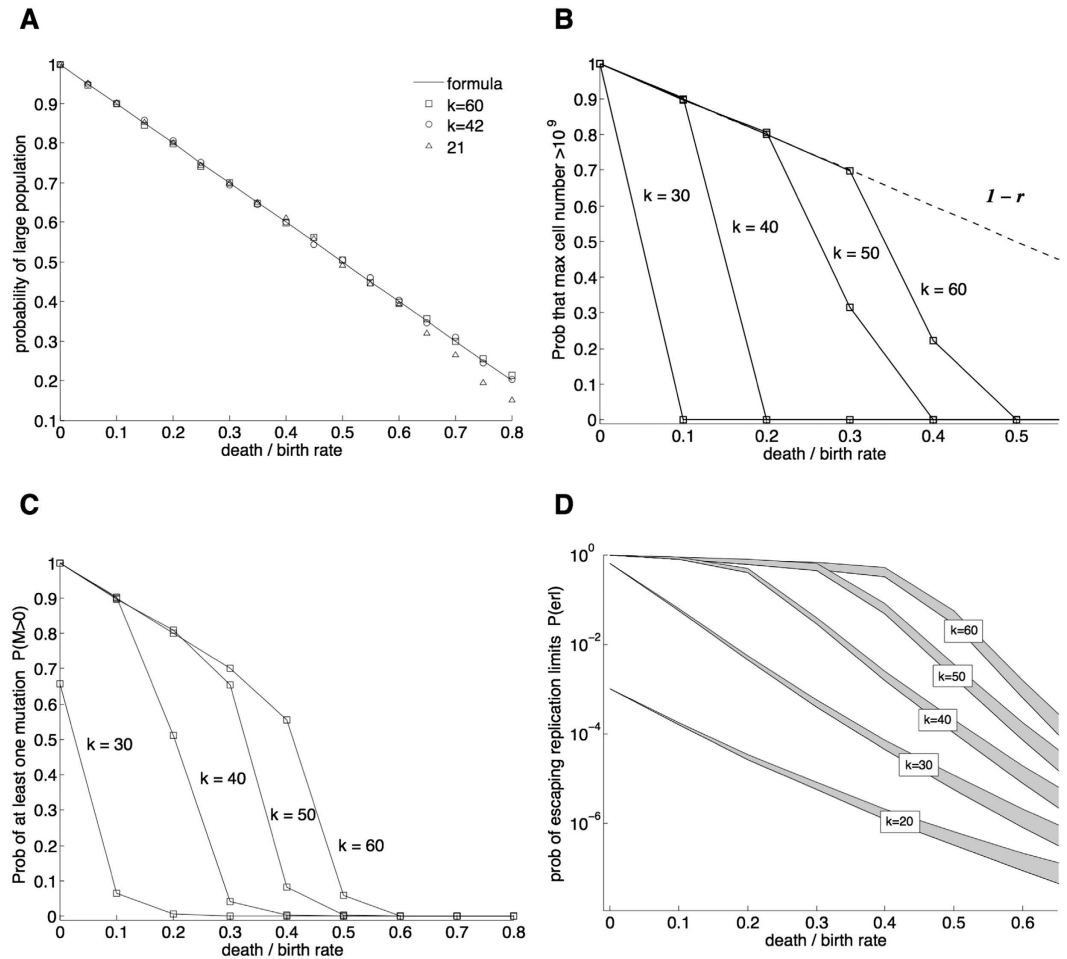 A
1
0.9
0.8
0.7
0.6
0.5
0.4
0.3
0.2
0.1
0 0.1 0.2 0.3 0.4 0.5 0.6 0.7 0.8
probability of large population
death / birth rate
formula
k=60
k=42
21
B
1
0.9
0.8
0.7
0.6
0.5
0.4
0.3
0.2
0.1
0
0 0.1 0.2 0.3 0.4 0.5
Prob that max cell number >10^9
death / birth rate
1 – r
k = 30
k = 40
k = 50
k = 60
C
1
0.9
0.8
0.7
0.6
0.5
0.4
0.3
0.2
0.1
0
0 0.1 0.2 0.3 0.4 0.5 0.6 0.7 0.8
Prob of at least one mutation P(M>0)
death / birth rate
k = 30
k = 40
k = 50
k = 60
D
10^0
10^-2
10^-4
10^-6
0 0.1 0.2 0.3 0.4 0.5 0.6
prob of escaping replication limits P(erl)
death / birth rate
k=60
k=50
k=40
k=30
k=20